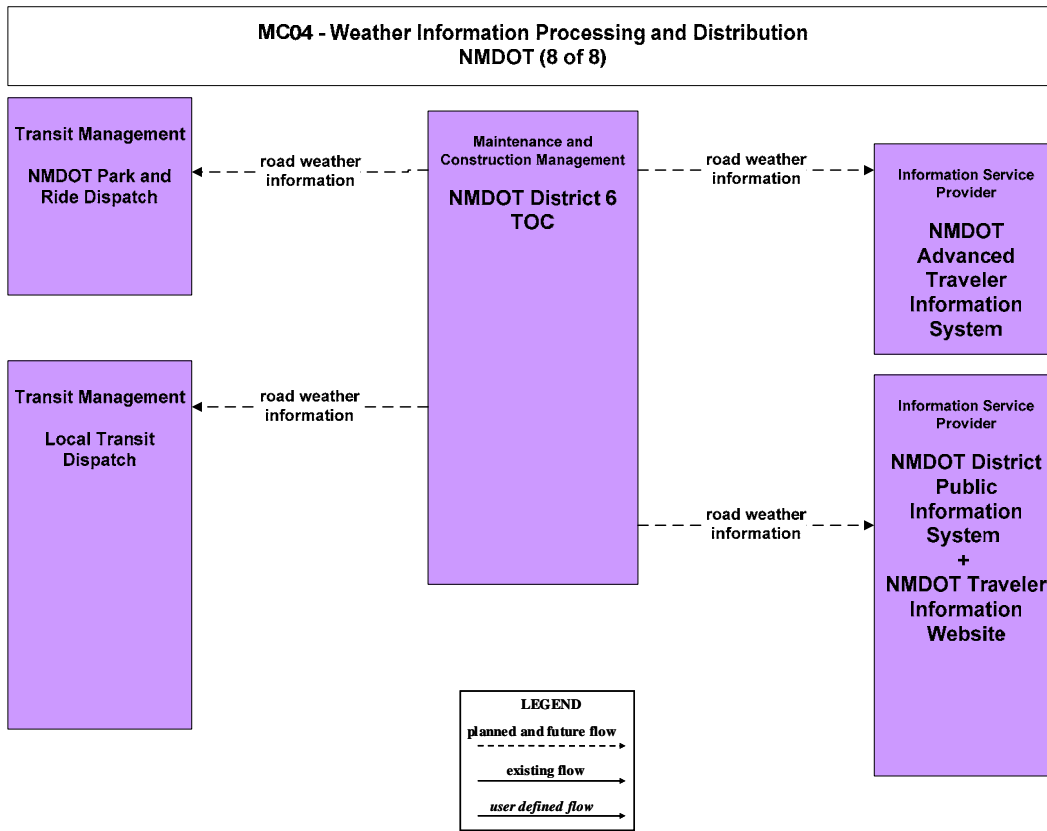 MC04 - Weather Information Processing and Distribution
NMDOT (8 of 8)
Transit Management
NMDOT Park and
Ride Dispatch
road weather
information
Maintenance and
Construction Management
NMDOT District 6
TOC
road weather
information
Information Service
Provider
NMDOT
Advanced
Traveler
Information
System
Transit Management
Local Transit
Dispatch
road weather
information
road weather
information
Information Service
Provider
NMDOT District
Public
Information
System
+
NMDOT Traveler
Information
Website
LEGEND
planned and future flow
existing flow
user defined flow